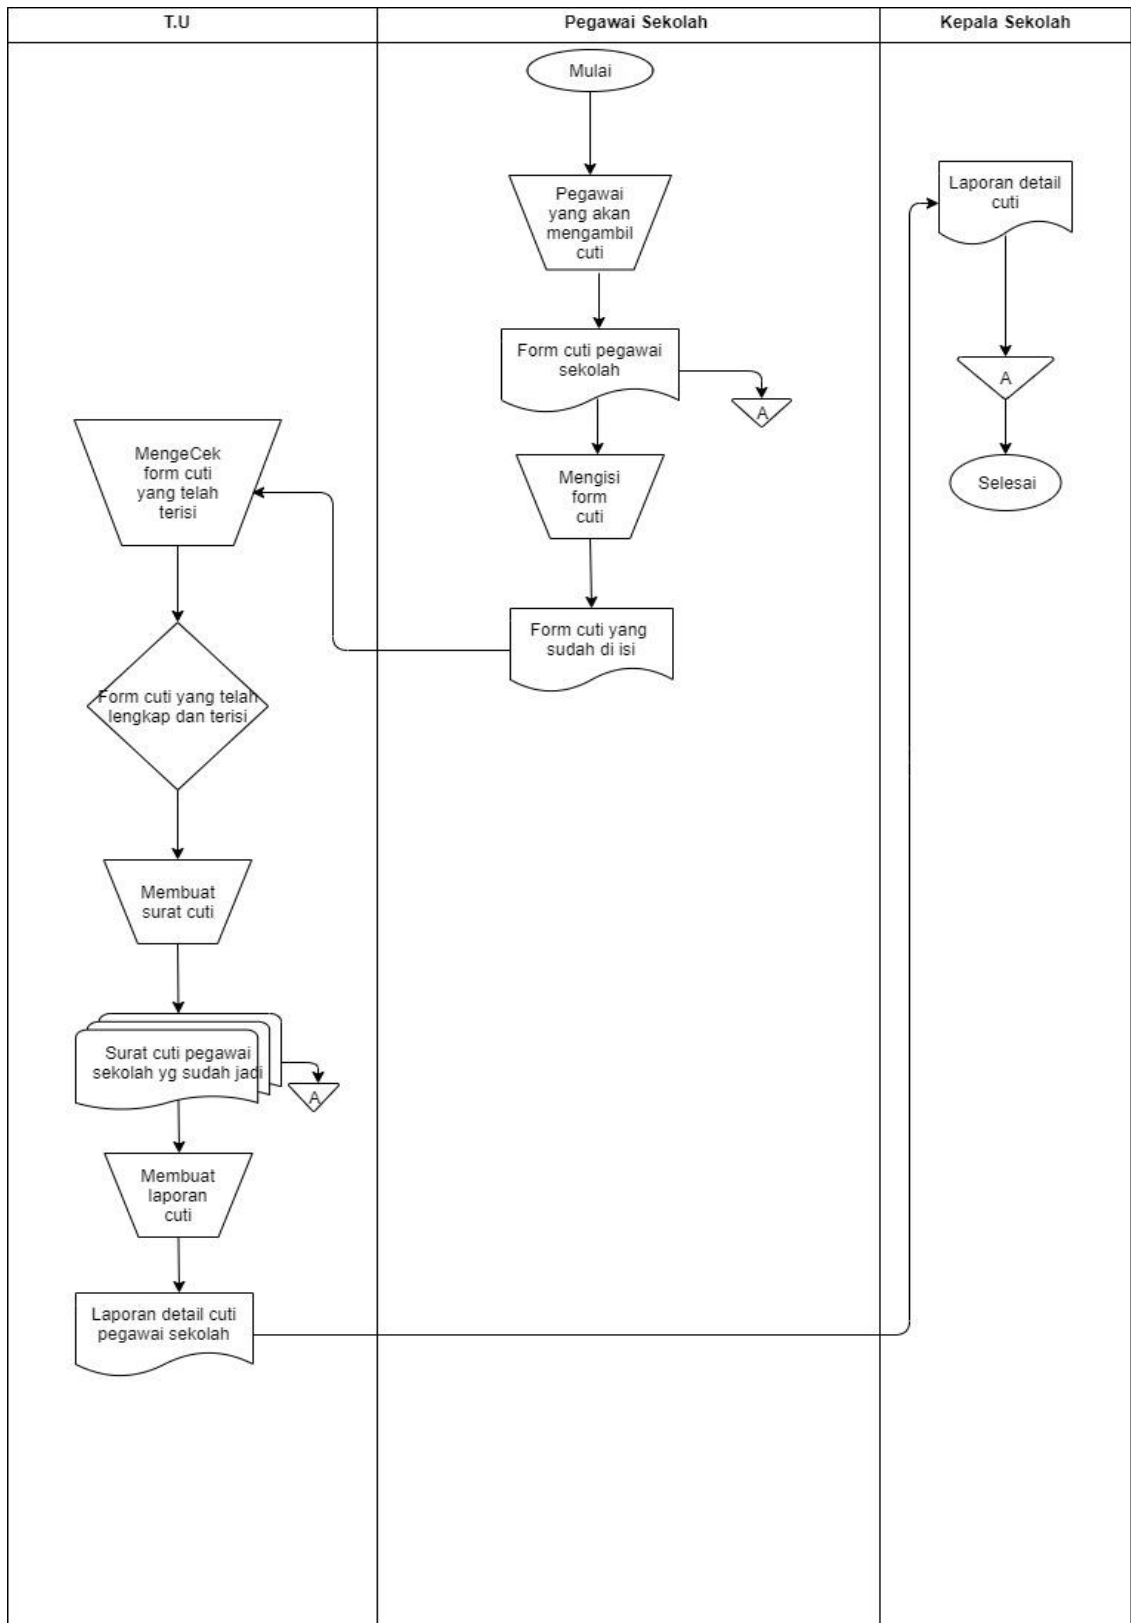 T.U
Pegawai Sekolah
Kepala Sekolah
Mulai
Pegawai
yang akan
mengambil
cuti
Form cuti pegawai
sekolah
A
Mengisi
form
cuti
Form cuti yang
sudah di isi
MengeCek
form cuti
yang telah
terisi
Form cuti yang telah
lengkap dan terisi
Membuat
surat cuti
Surat cuti pegawai
sekolah yg sudah jadi
A
Membuat
laporan
cuti
Laporan detail cuti
pegawai sekolah
Laporan detail
cuti
A
Selesai